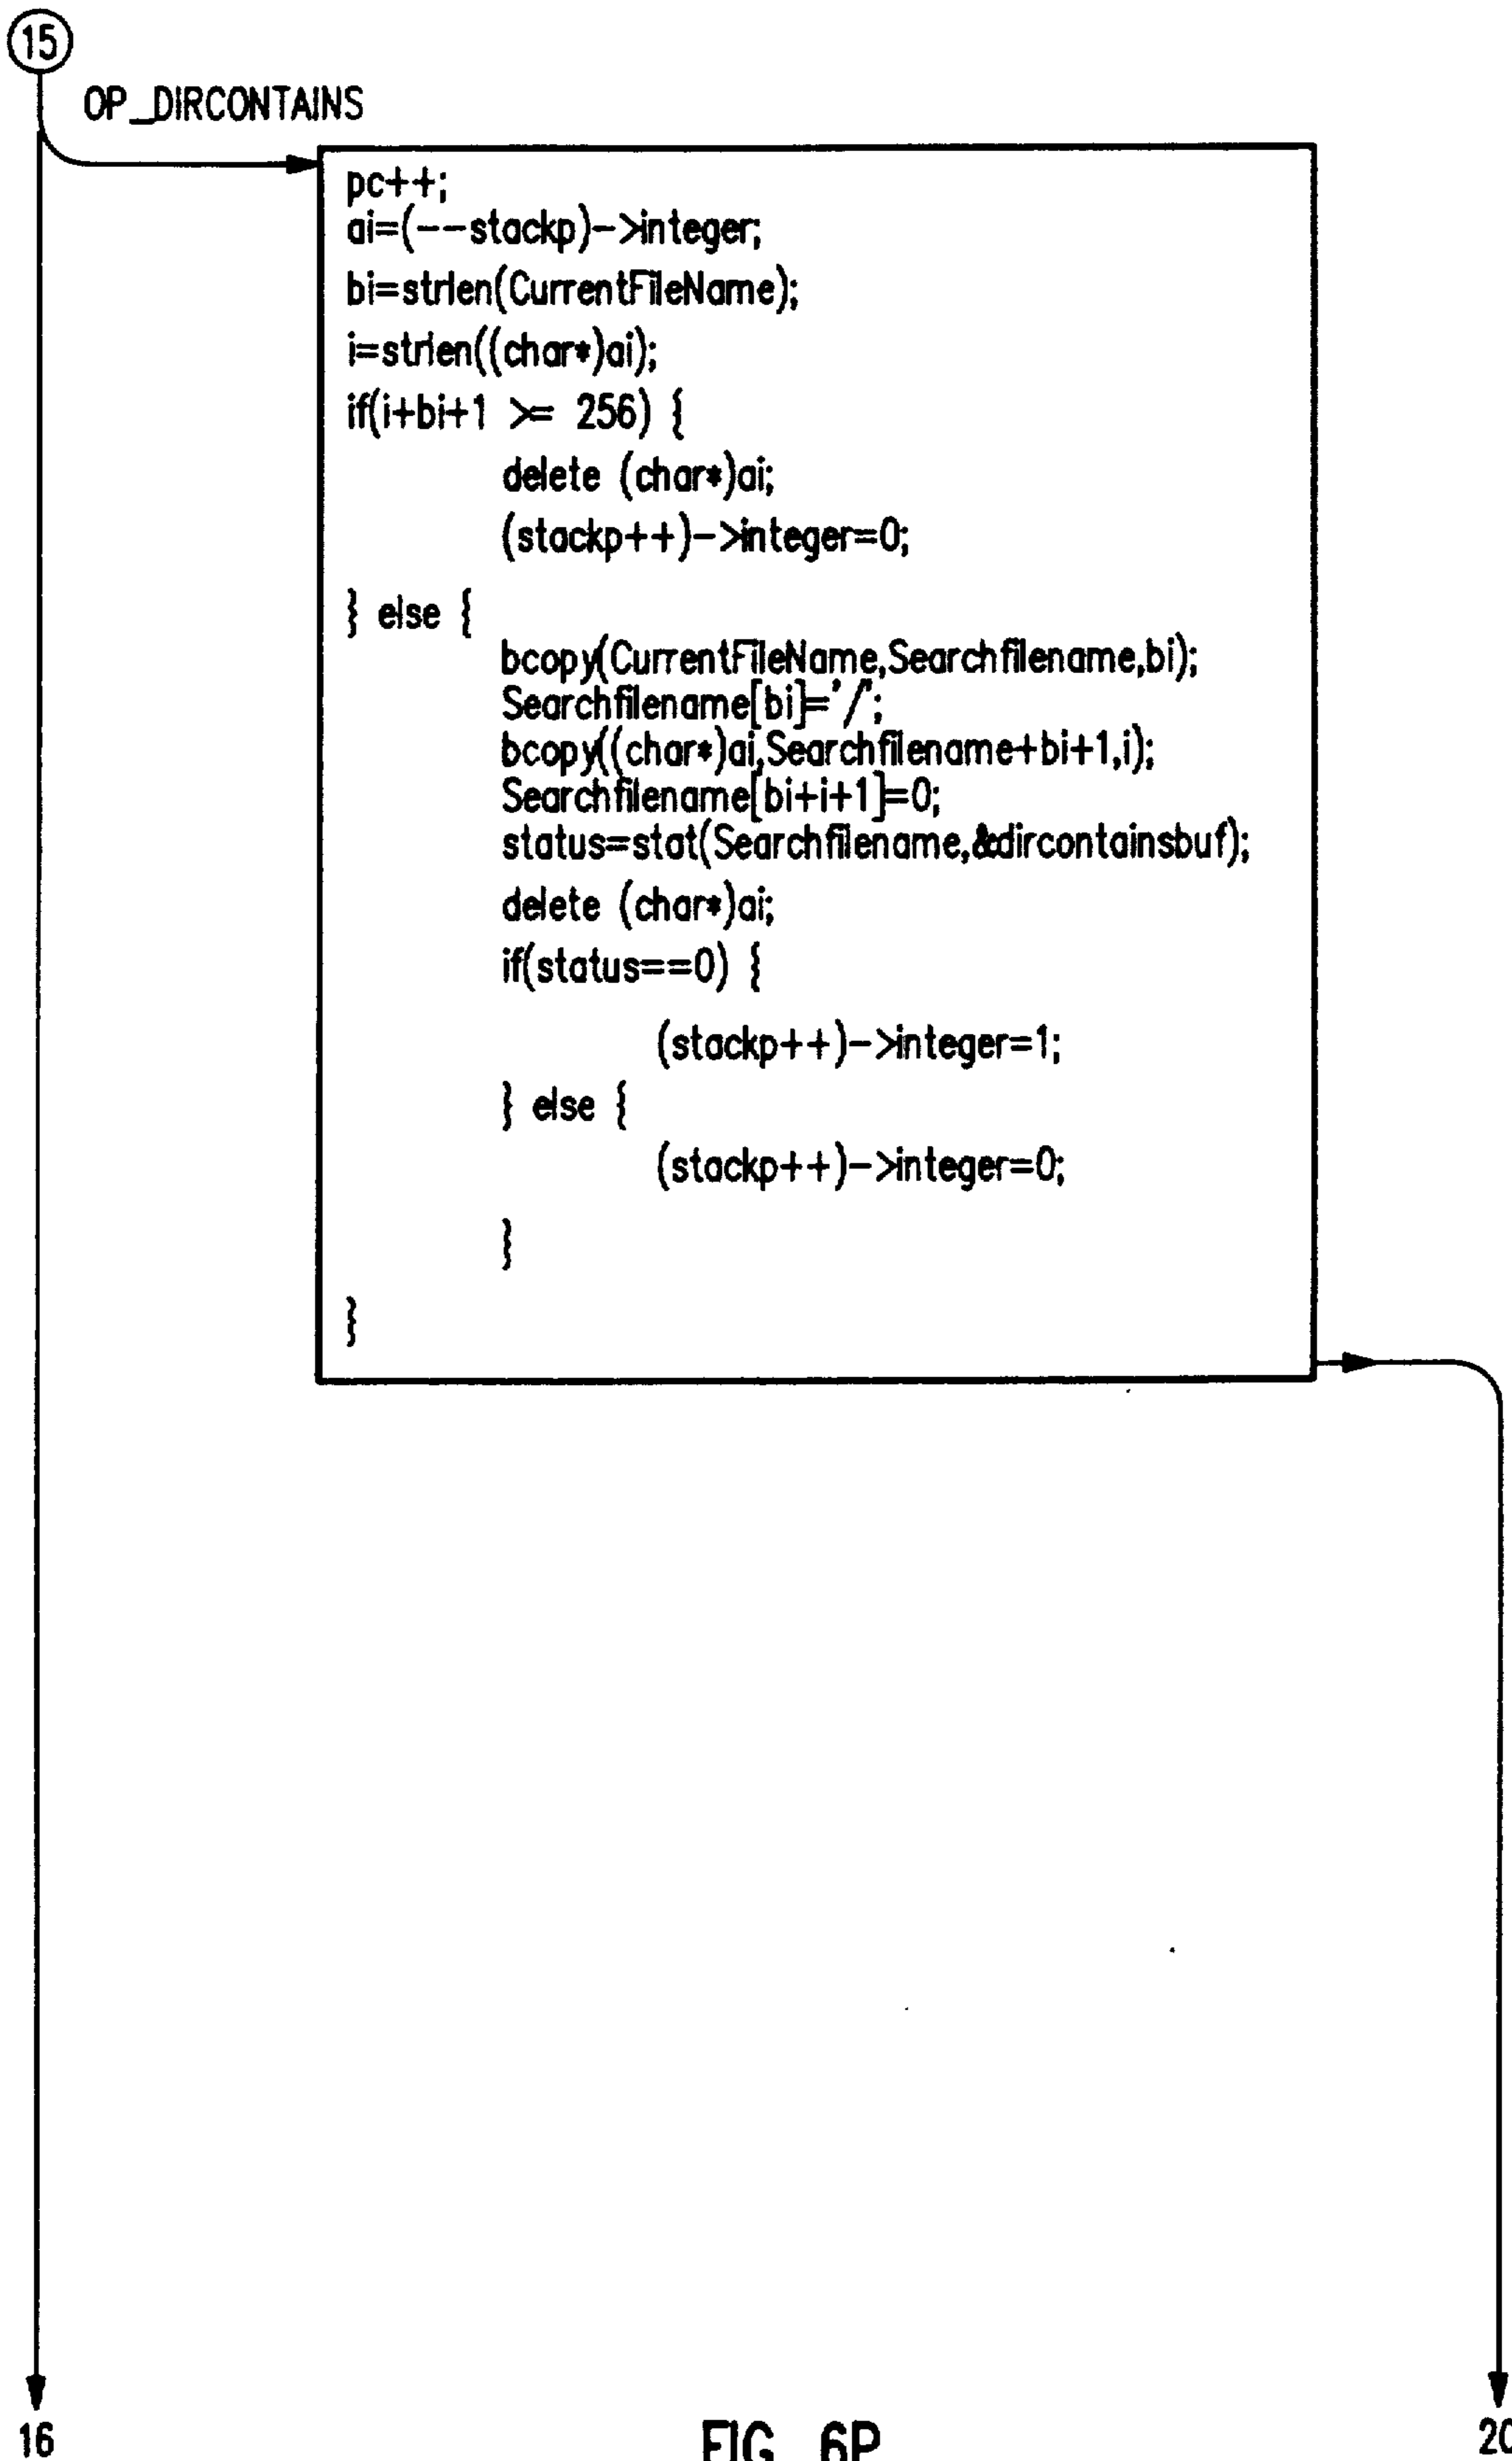 15
OP_DIRCONTAINS
pc++;
ai=(--stackp)->integer;
bi=strlen(CurrentFileName);
i=strlen((char*)ai);
if(i+bi+1 >= 256) {
delete (char*)ai;
(stackp++)->integer=0;
} else {
bcopy(CurrentFileName,Searchfilename,bi);
Searchfilename[bi]='/';
bcopy((char*)ai,Searchfilename+bi+1,i);
Searchfilename[bi+i+1]=0;
status=stat(Searchfilename,&dircontainsbuf);
delete (char*)ai;
if(status==0) {
(stackp++)->integer=1;
} else {
(stackp++)->integer=0;
}
}
16
FIG. 6P
20